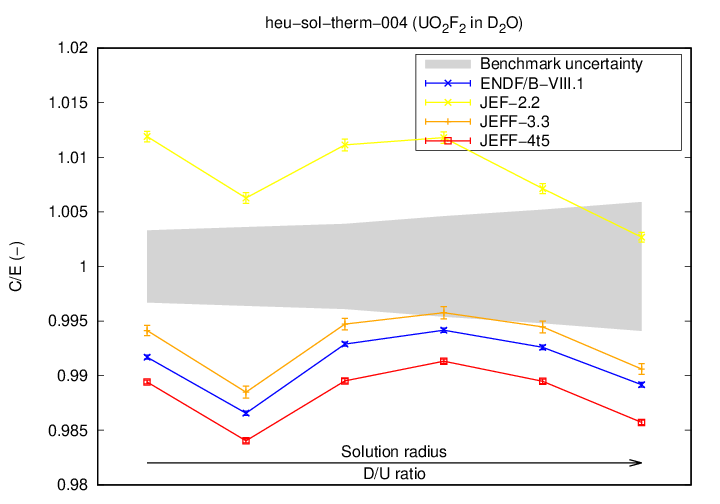 heu−sol−therm−004 (UO2F2 in D2O)
1.02
1.015
1.01
1.005
1
0.995
0.99
0.985
0.98
C/E (−)
Benchmark uncertainty
ENDF/B−VIII.1
JEF−2.2
JEFF−3.3
JEFF−4t5
Solution radius
D/U ratio